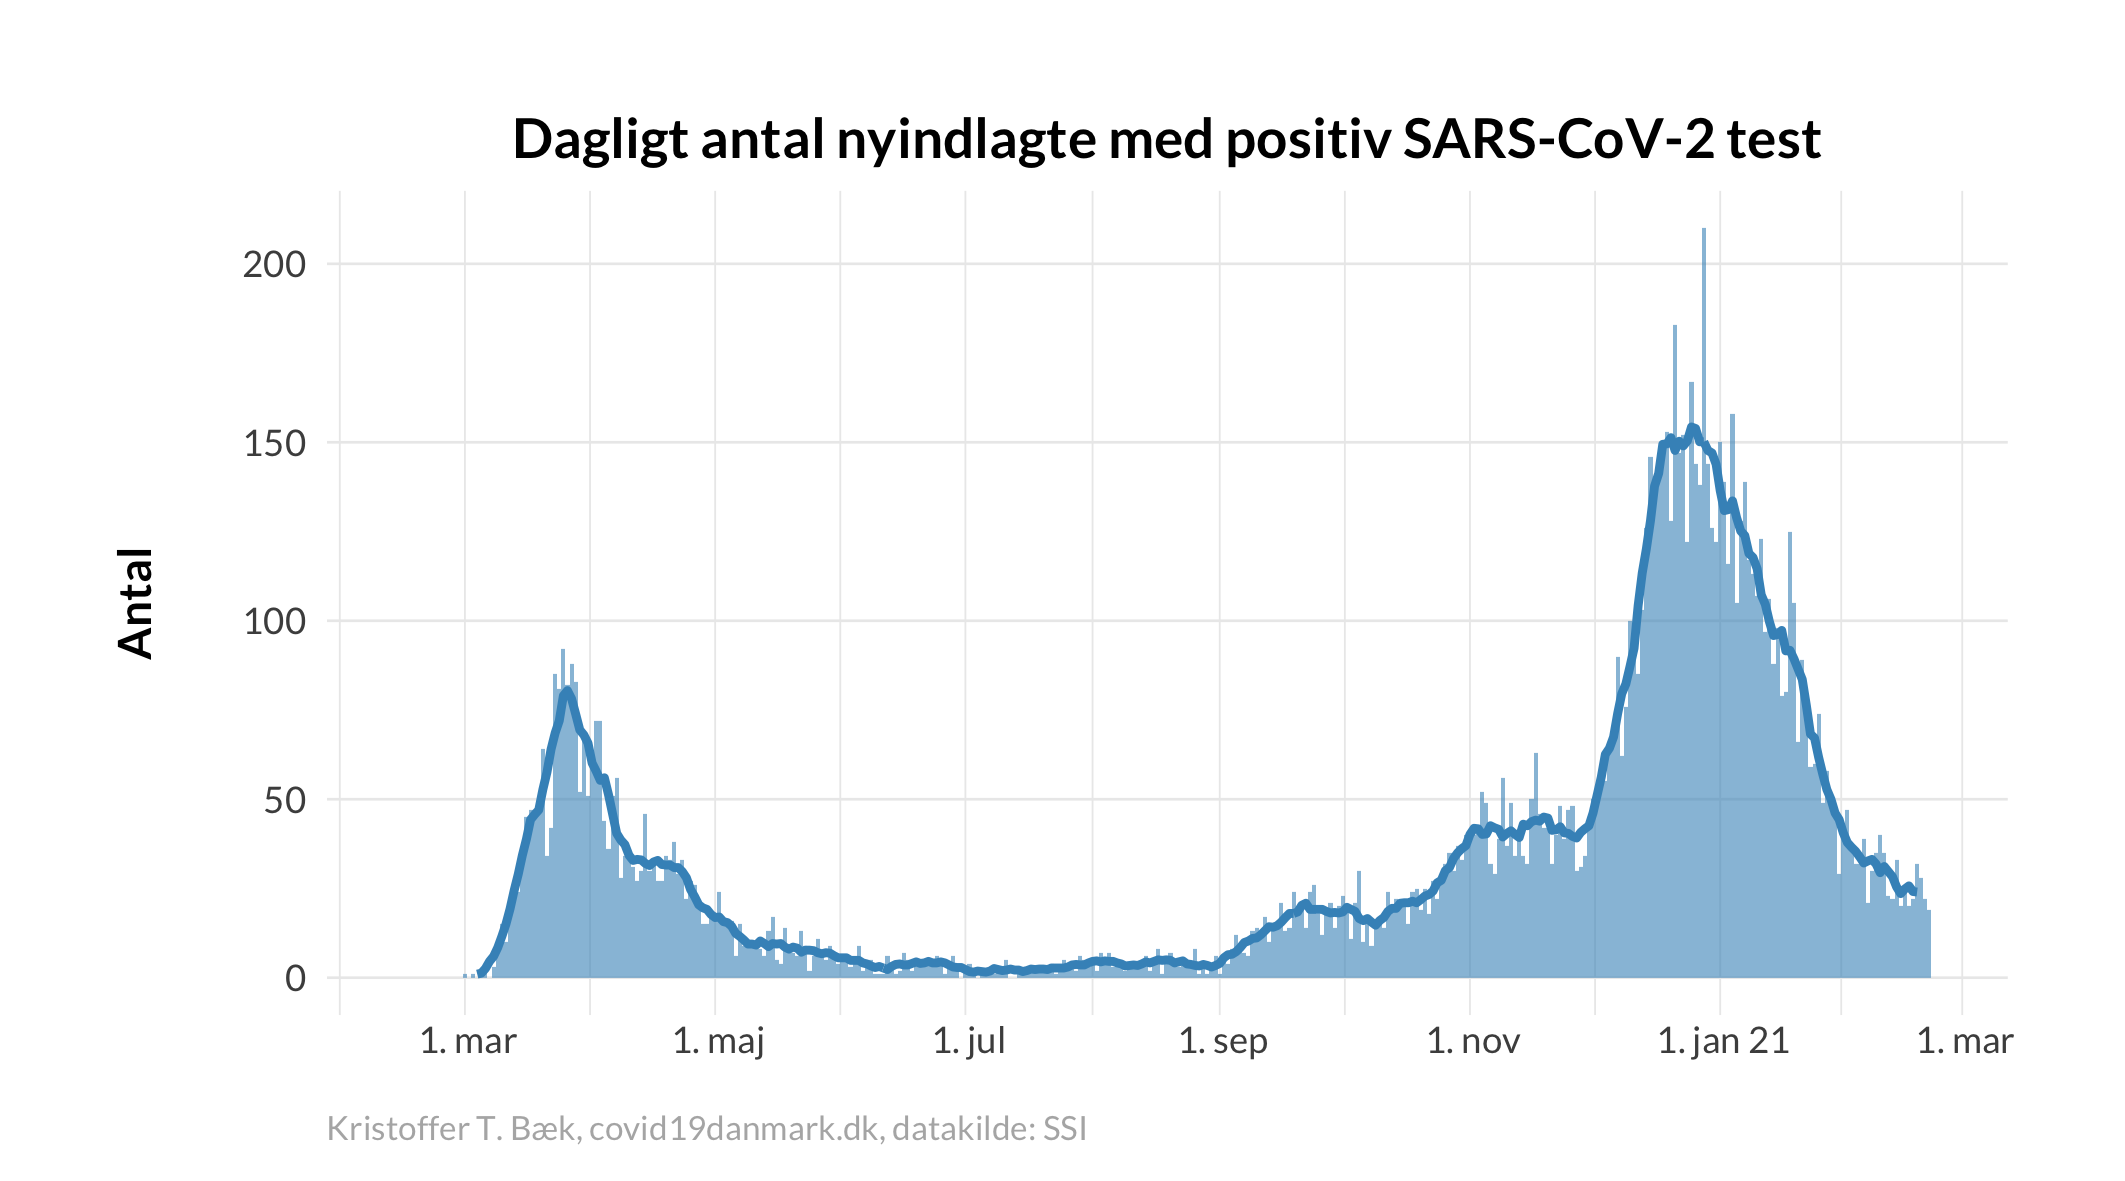 Dagligt antal nyindlagte med positiv SARS-CoV-2 test
Antal
200
150
100
50
0
1. mar
1. maj
1. jul
1. sep
1. nov
1. jan 21
1. mar
Kristoffer T. Bæk, covid19danmark.dk, datakilde: SSI